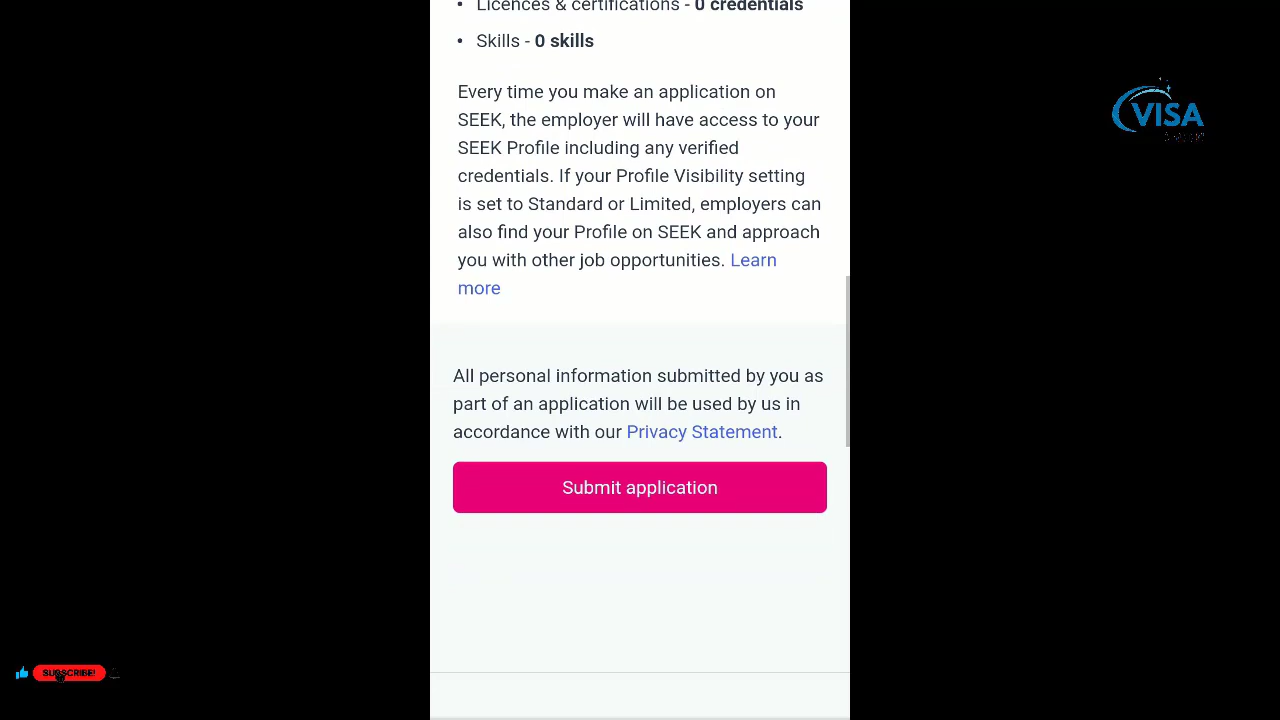 • Licences & certifications - 0 credentials
• Skills - 0 skills
Every time you make an application on
SEEK, the employer will have access to your
SEEK Profile including any verified
credentials. If your Profile Visibility setting
is set to Standard or Limited, employers can
also find your Profile on SEEK and approach
you with other job opportunities. Learn
more
All personal information submitted by you as
part of an application will be used by us in
accordance with our Privacy Statement.
Submit application
VISA
SUBSCRIBE!